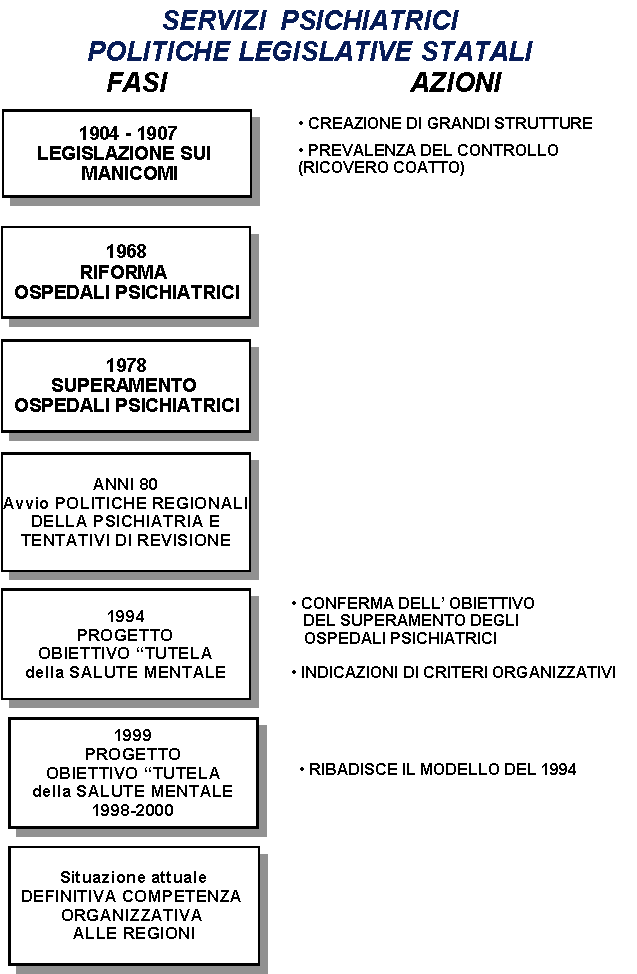 SERVIZI PSICHIATRICI
POLITICHE LEGISLATIVE STATALI
FASI
AZIONI
1904 - 1907
LEGISLAZIONE SUI
MANICOMI
• CREAZIONE DI GRANDI STRUTTURE
• PREVALENZA DEL CONTROLLO
(RICOVERO COATTO)
1968
RIFORMA
OSPEDALI PSICHIATRICI
1978
SUPERAMENTO
OSPEDALI PSICHIATRICI
ANNI 80
Avvio POLITICHE REGIONALI
DELLA PSICHIATRIA E
TENTATIVI DI REVISIONE
1994
PROGETTO
OBIETTIVO “TUTELA
della SALUTE MENTALE
• CONFERMA DELL’ OBIETTIVO
DEL SUPERAMENTO DEGLI
OSPEDALI PSICHIATRICI
• INDICAZIONI DI CRITERI ORGANIZZATIVI
1999
PROGETTO
OBIETTIVO “TUTELA
della SALUTE MENTALE
1998-2000
• RIBADISCE IL MODELLO DEL 1994
Situazione attuale
DEFINITIVA COMPETENZA
ORGANIZZATIVA
ALLE REGIONI